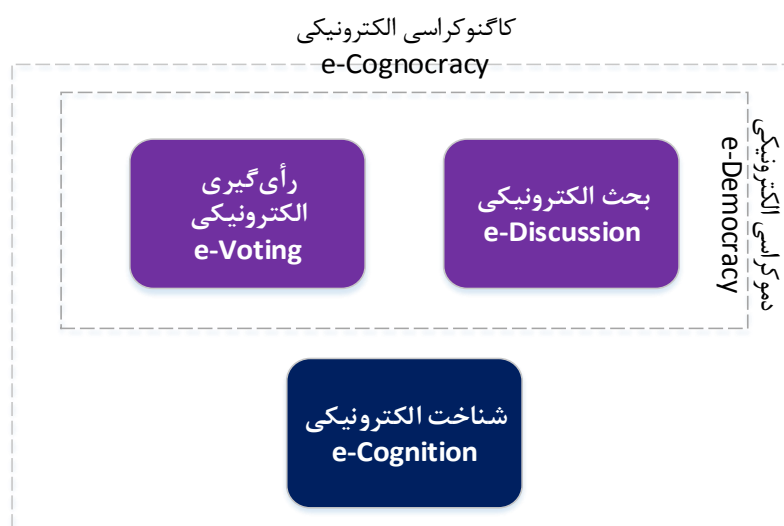 کاگنوکراسی الکترونیکی
e-Cognocracy
دموکراسی الکترونیکی
e-Democracy
بحث الکترونیکی
e-Discussion
رأی‌گیری
الکترونیکی
e-Voting
شناخت الکترونیکی
e-Cognition